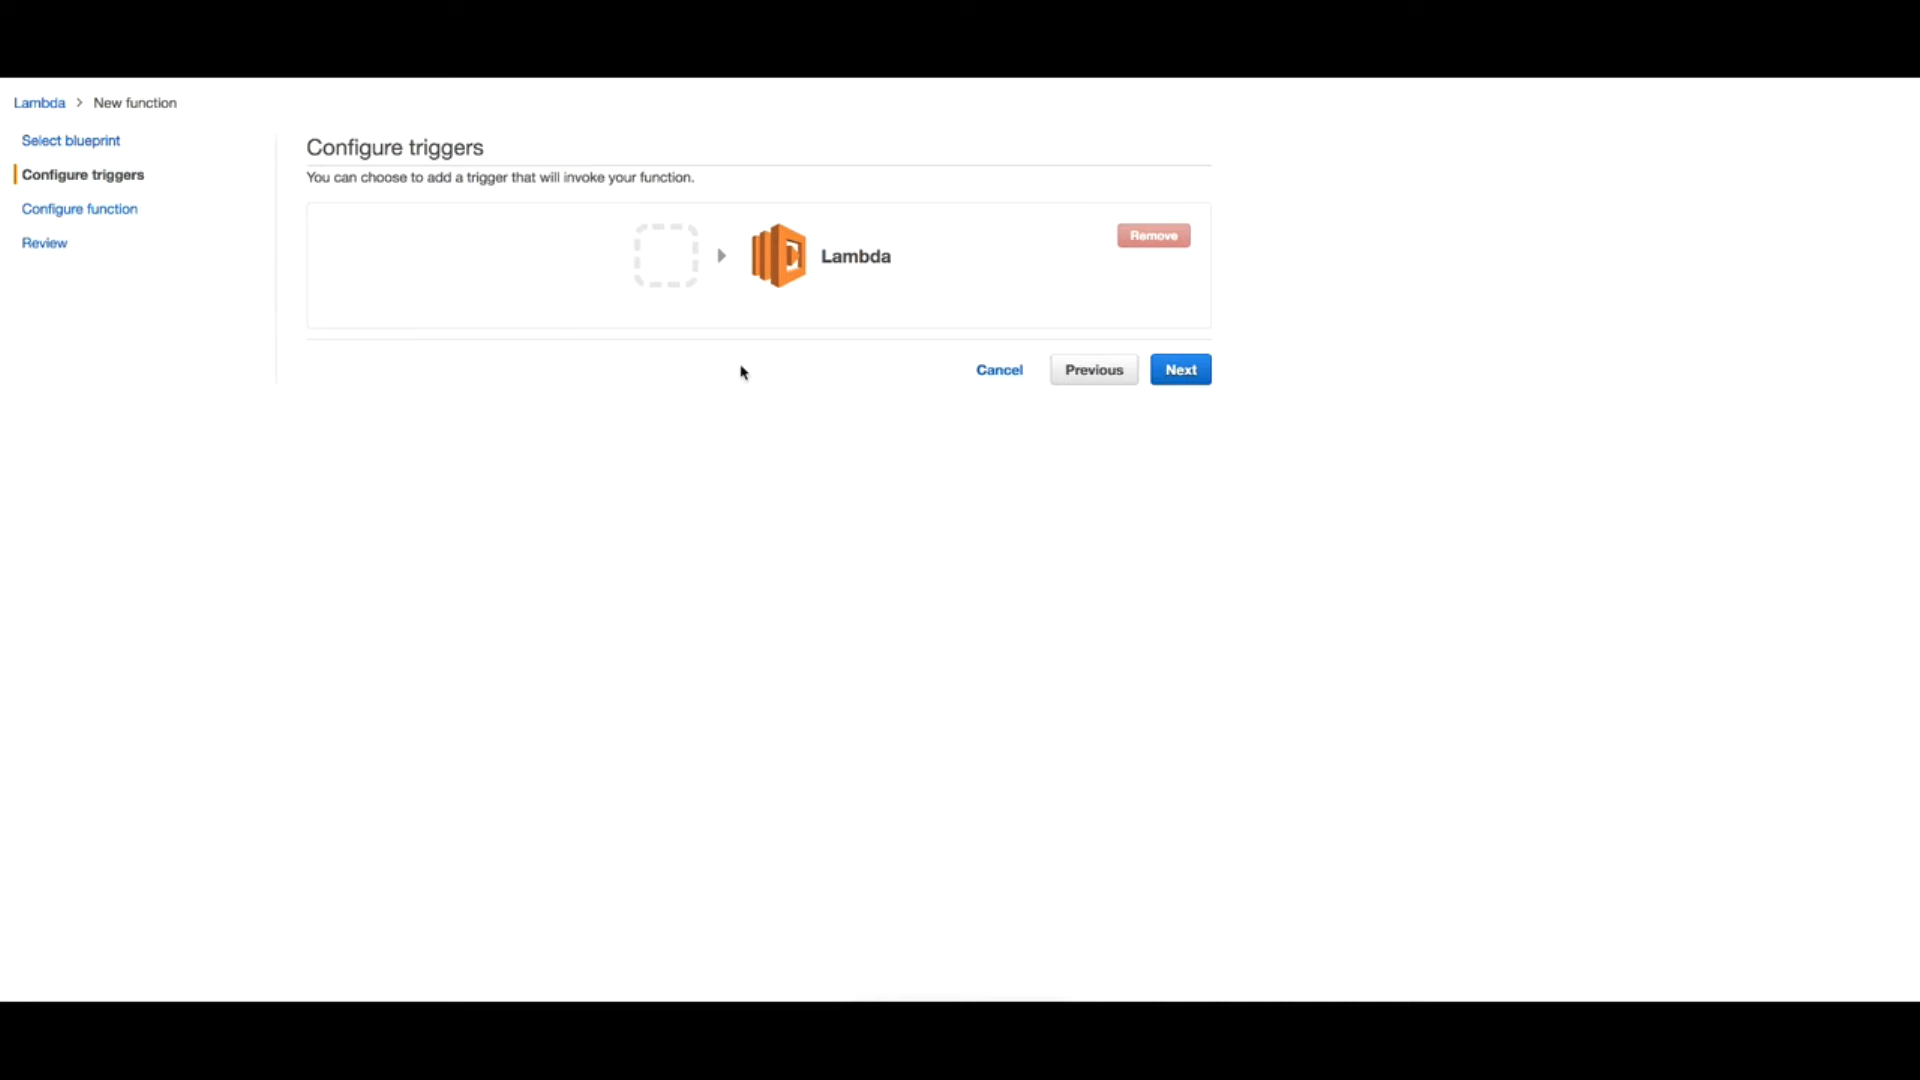 Lambda > New function
Select blueprint
Configure triggers
Configure function
Review
Configure triggers
You can choose to add a trigger that will invoke your function.
Lambda
Remove
Cancel
Previous
Next